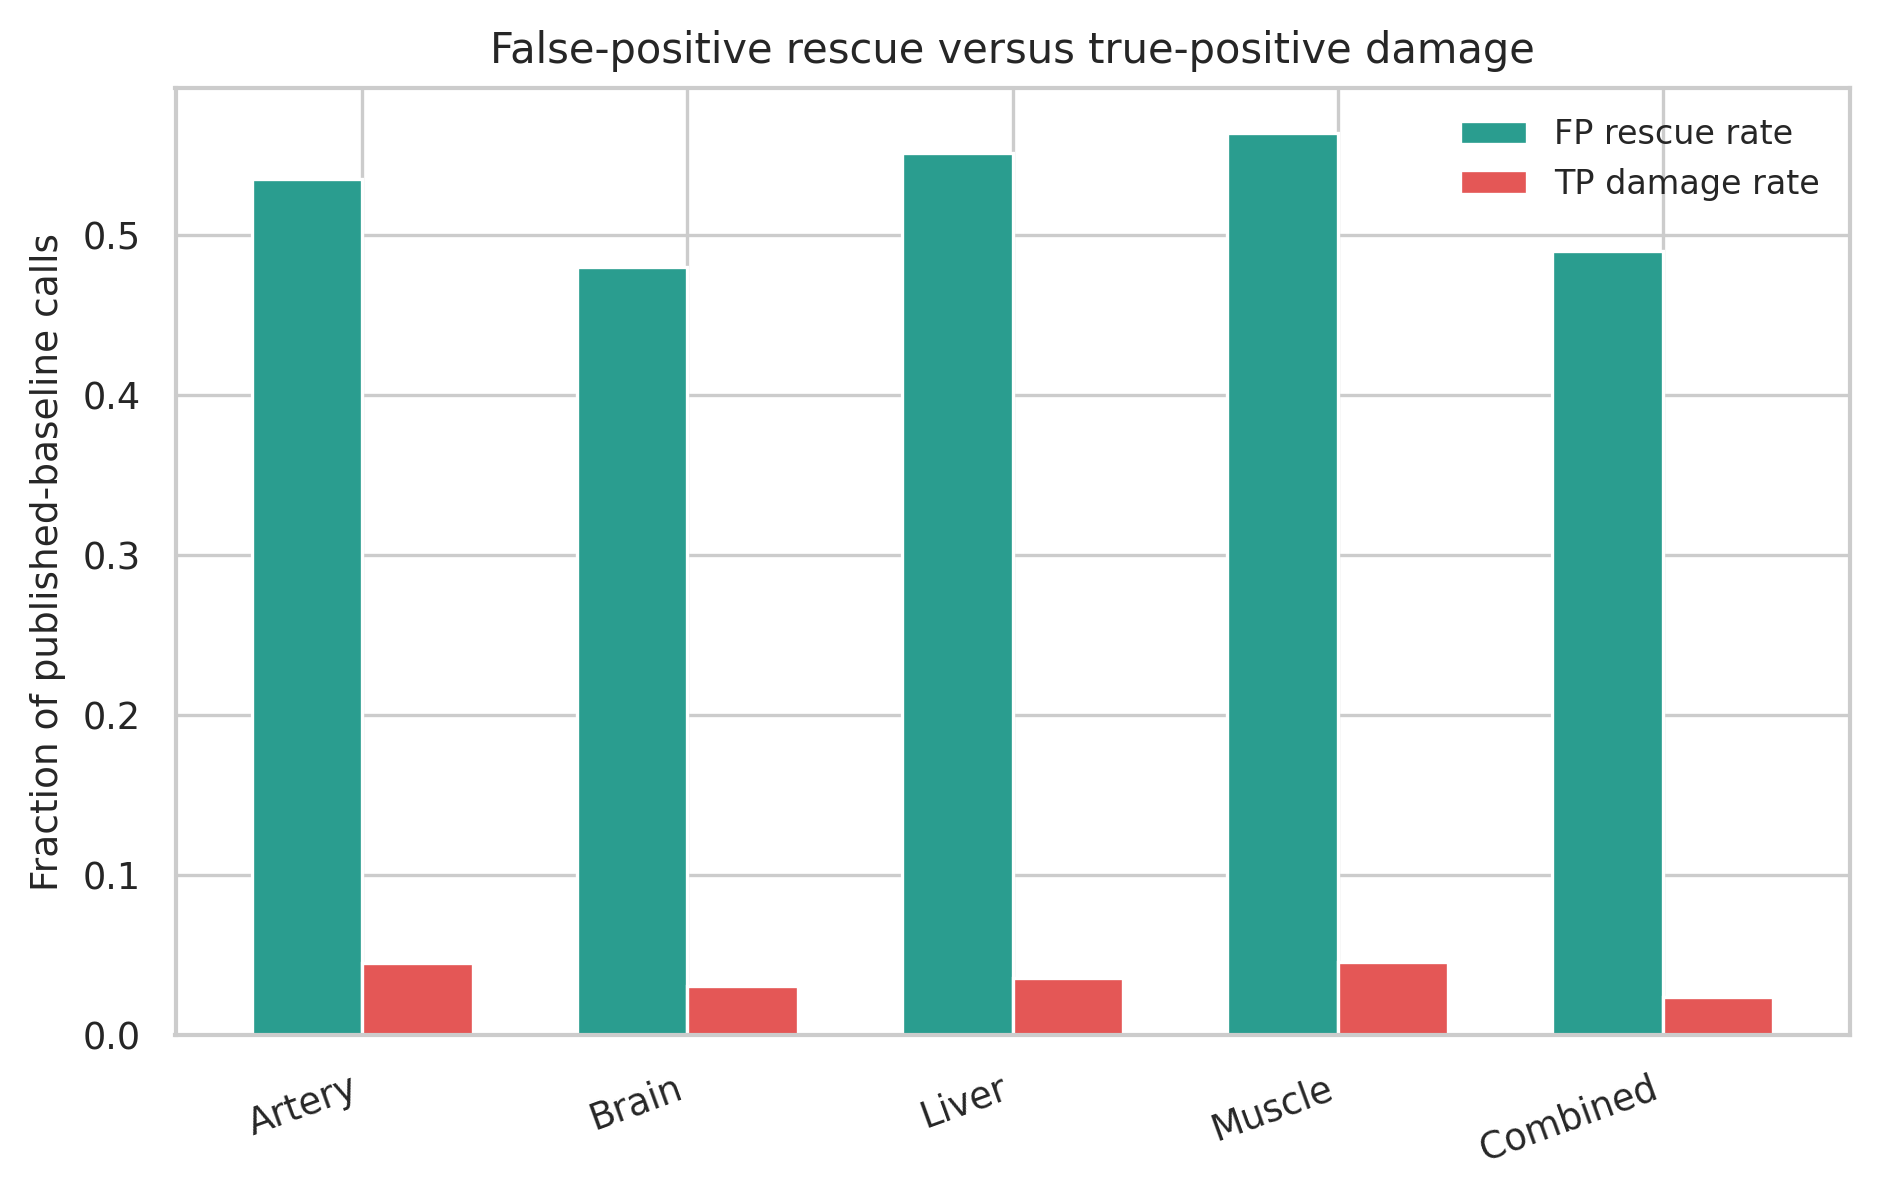 False-positive rescue versus true-positive damage
FP rescue rate
TP damage rate
Fraction of published-baseline calls
0.5
0.4
0.3
0.2
0.1
0.0
Artery
Brain
Liver
Muscle
Combined